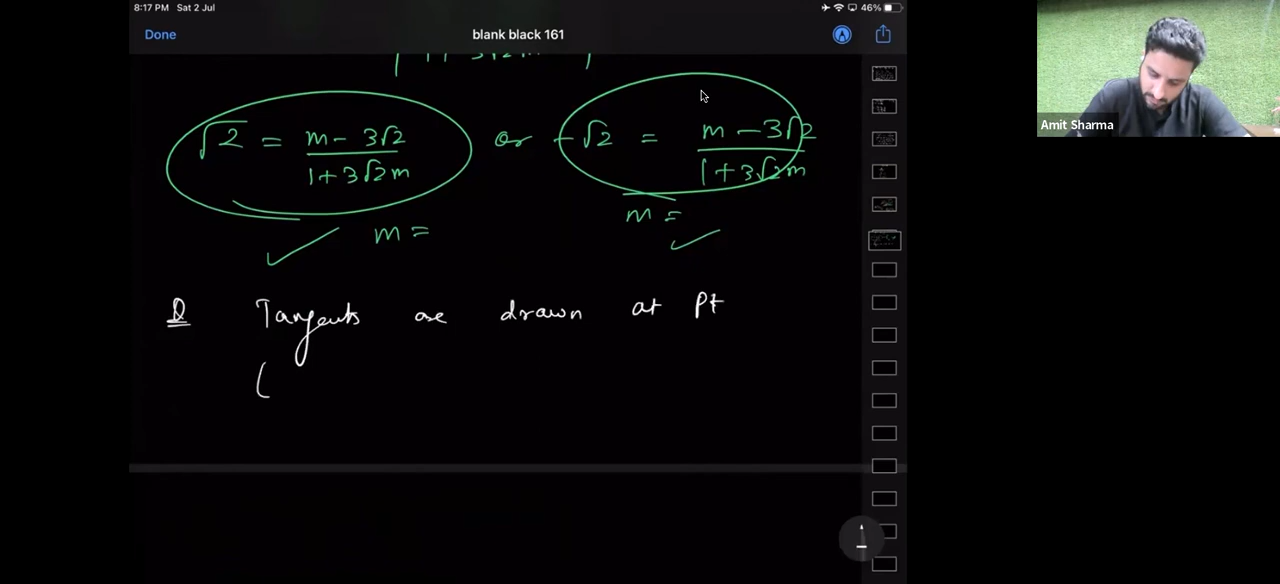 8:17 PM Sat 2 Jul
46%
Done
blank black 161
√2 = m - 3√2 / 1 + 3√2m or -√2 = m - 3√2 / 1 + 3√2m
m =
m =
Q Tangents are drawn at Pt
(
Amit Sharma